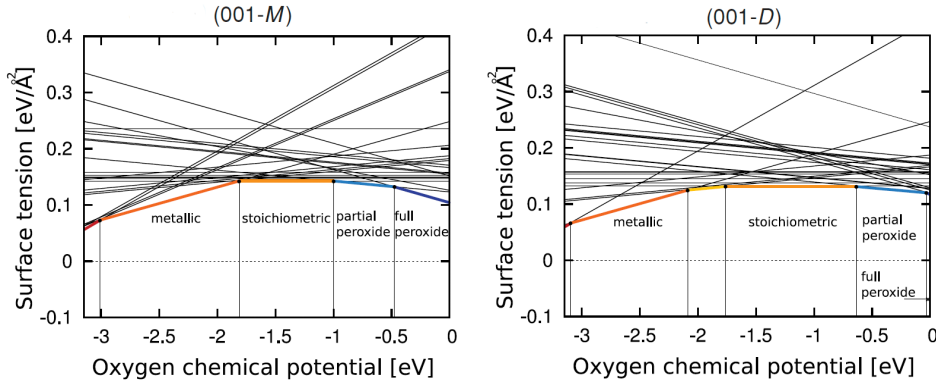 (001-M)
Surface tension [eV/Å²]
0.4
0.3
0.2
0.1
0
-0.1
metallic
stoichiometric
partial
peroxide
full
peroxide
-3
-2.5
-2
-1.5
-1
-0.5
0
Oxygen chemical potential [eV]
(001-D)
Surface tension [eV/Å²]
0.4
0.3
0.2
0.1
0
-0.1
metallic
stoichiometric
partial
peroxide
full
peroxide
-3
-2.5
-2
-1.5
-1
-0.5
0
Oxygen chemical potential [eV]